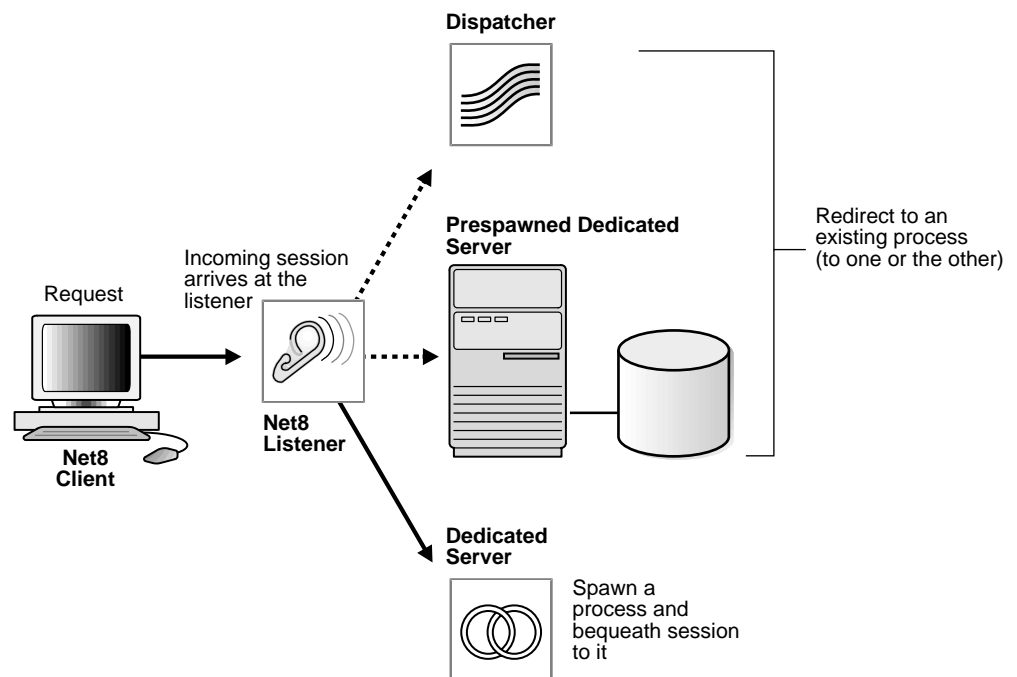 Dispatcher
Prespawned Dedicated
Server
Redirect to an
existing process
(to one or the other)
Incoming session
arrives at the
listener
Request
Net8
Listener
Net8
Client
Dedicated
Server
Spawn a
process and
bequeath session
to it